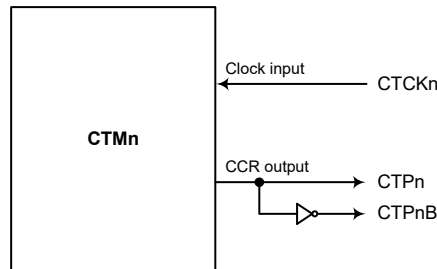 Clock input
CTCKn
CTMn
CCR output
CTPn
CTPnB